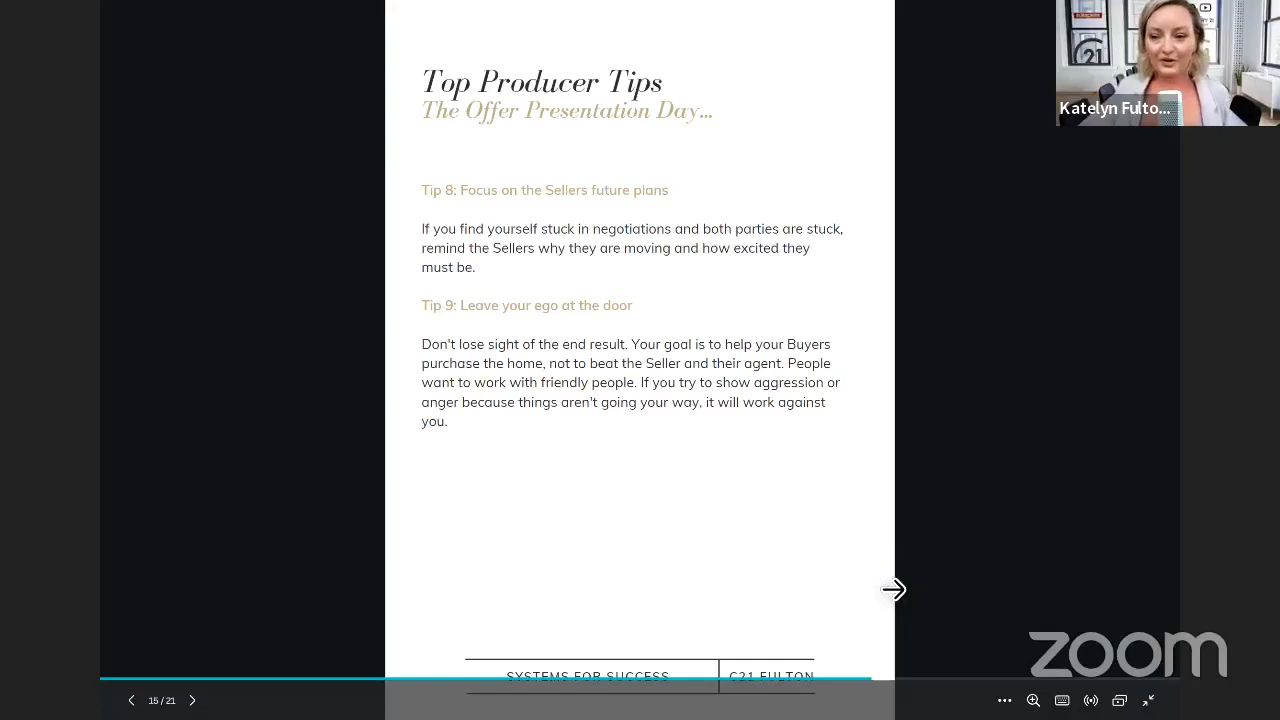 Top Producer Tips
The Offer Presentation Day...
Tip 8: Focus on the Sellers future plans
If you find yourself stuck in negotiations and both parties are stuck,
remind the Sellers why they are moving and how excited they
must be.
Tip 9: Leave your ego at the door
Don't lose sight of the end result. Your goal is to help your Buyers
purchase the home, not to beat the Seller and their agent. People
want to work with friendly people. If you try to show aggression or
anger because things aren't going your way, it will work against
you.
SYSTEMS FOR SUCCESS
C21 FULTON
21
Katelyn Fulto...
zoom
15 / 21